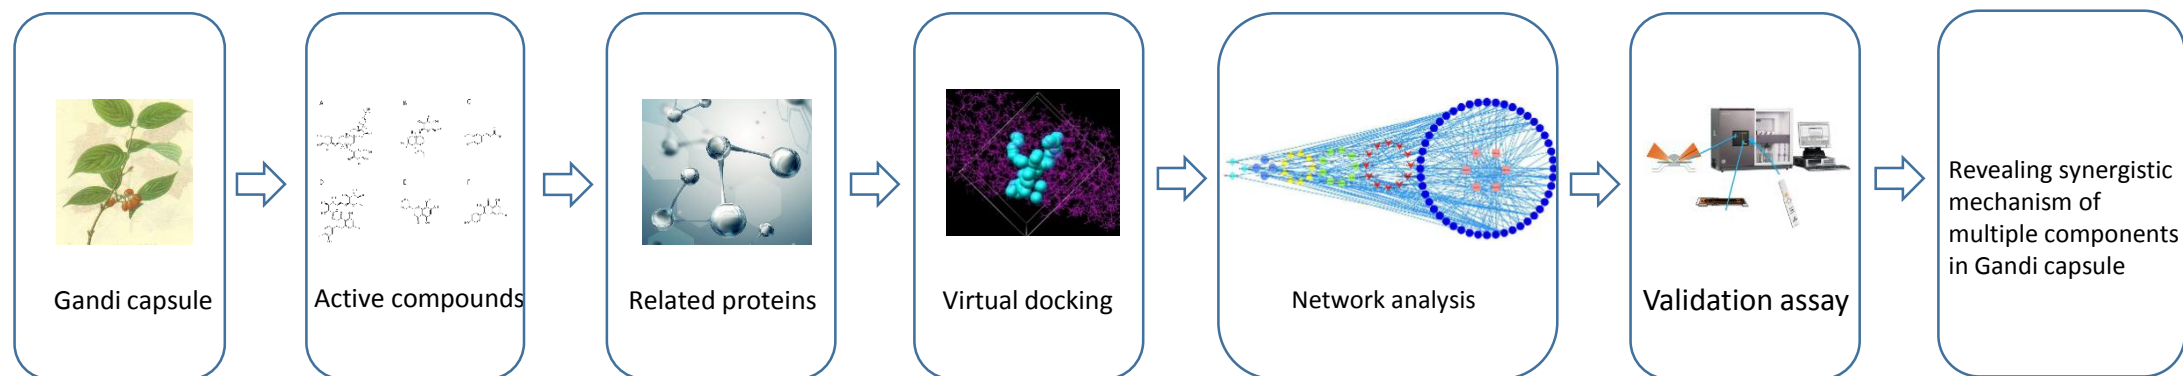 Gandi capsule
A
B
C
D
E
F
Active compounds
Related proteins
Virtual docking
Network analysis
Validation assay
Revealing synergistic
mechanism of
multiple components
in Gandi capsule